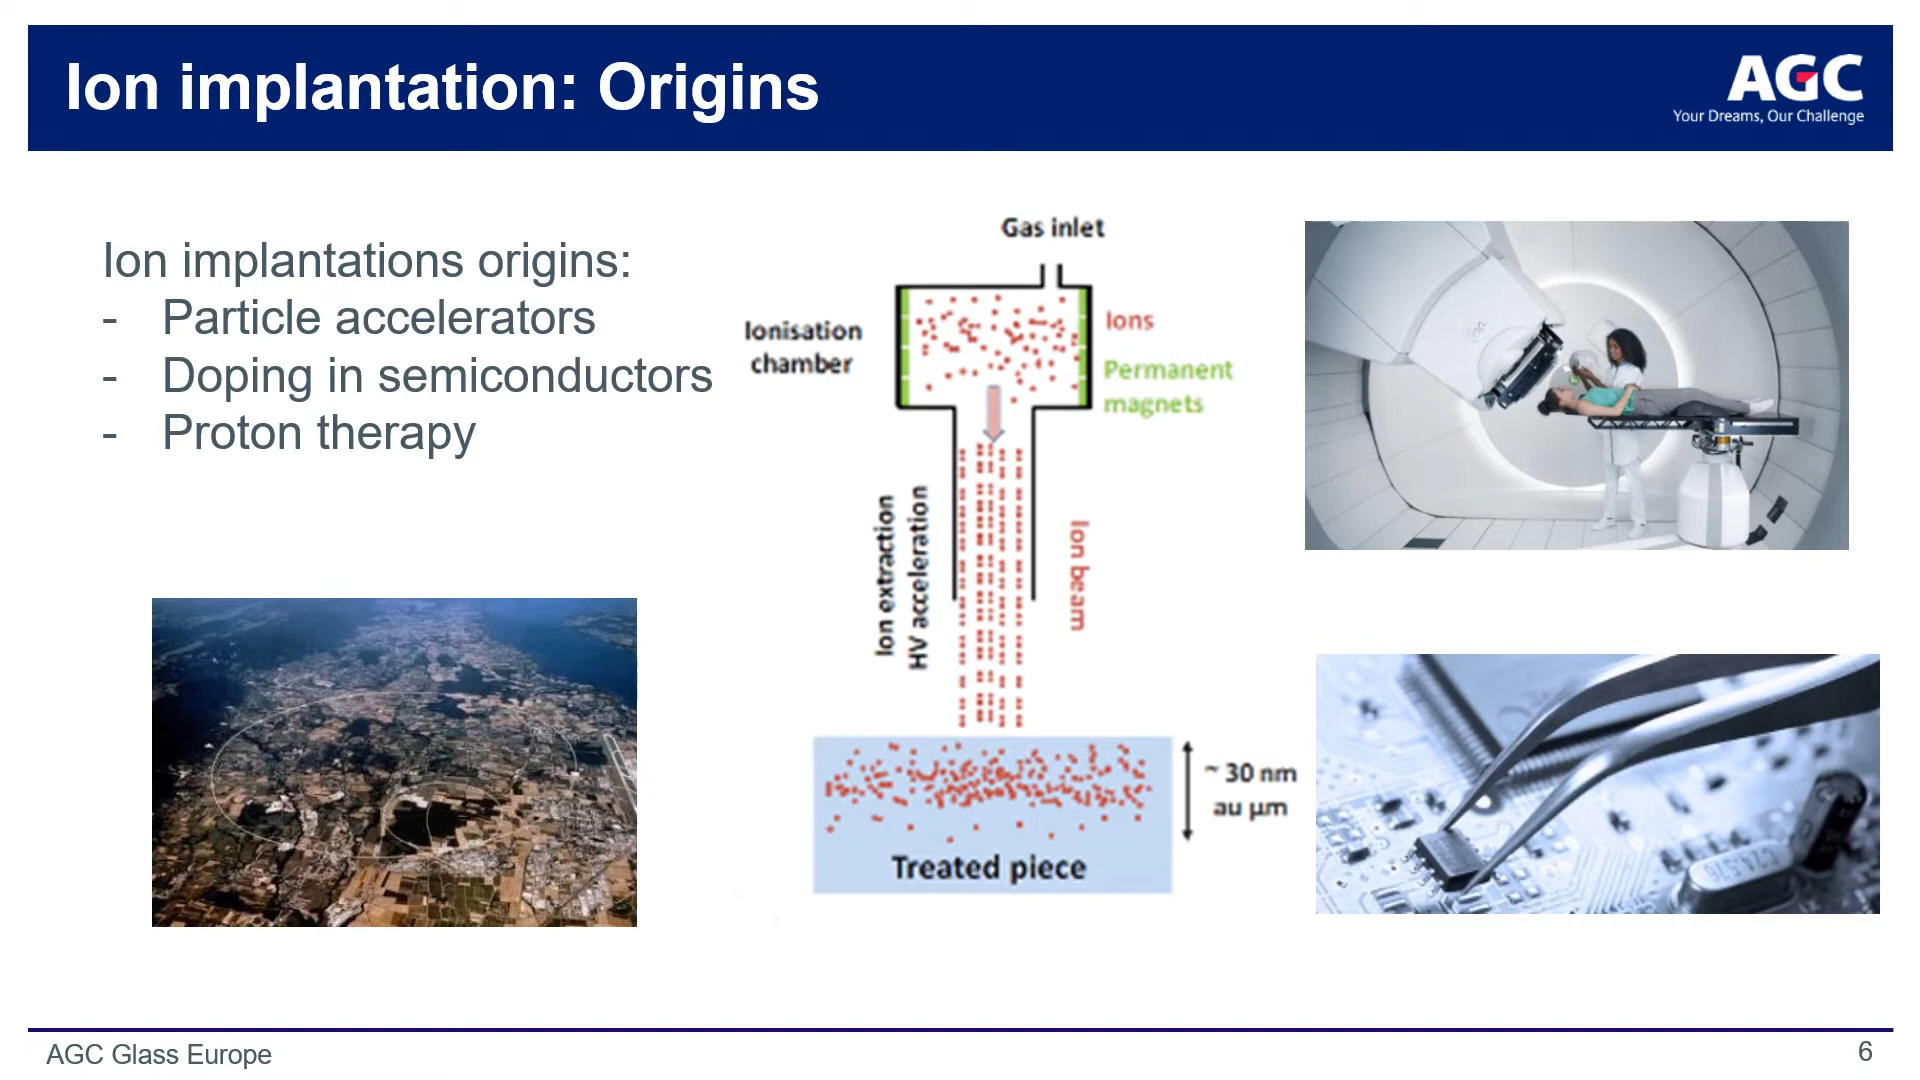 Ion implantation: Origins
AGC
Your Dreams, Our Challenge
Ion implantations origins:
- Particle accelerators
- Doping in semiconductors
- Proton therapy
Gas inlet
Ionisation
chamber
Ions
Permanent
magnets
Ion extraction
HV acceleration
Ion beam
~ 30 nm
au µm
Treated piece
AGC Glass Europe
6